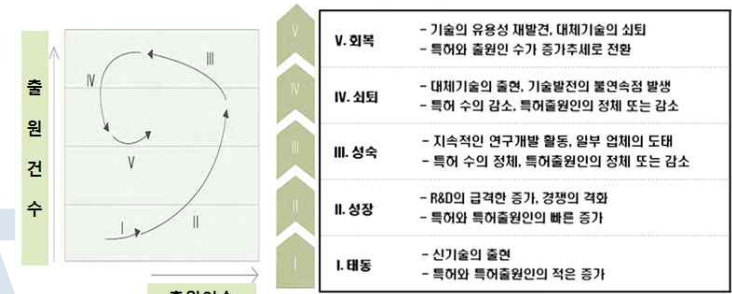 출원건수
I
II
III
IV
V
V
IV
III
II
I
V. 회복
- 기술의 유용성 재발견, 대체기술의 쇠퇴
- 특허와 출원인 수가 증가추세로 전환
IV. 쇠퇴
- 대체기술의 출현, 기술발전의 불연속점 발생
- 특허 수의 감소, 특허출원인의 정체 또는 감소
III. 성숙
- 지속적인 연구개발 활동, 일부 업체의 도태
- 특허 수의 정체, 특허출원인의 정체 또는 감소
II. 성장
- R&D의 급격한 증가, 경쟁의 격화
- 특허와 특허출원인의 빠른 증가
I. 태동
- 신기술의 출현
- 특허와 특허출원인의 적은 증가